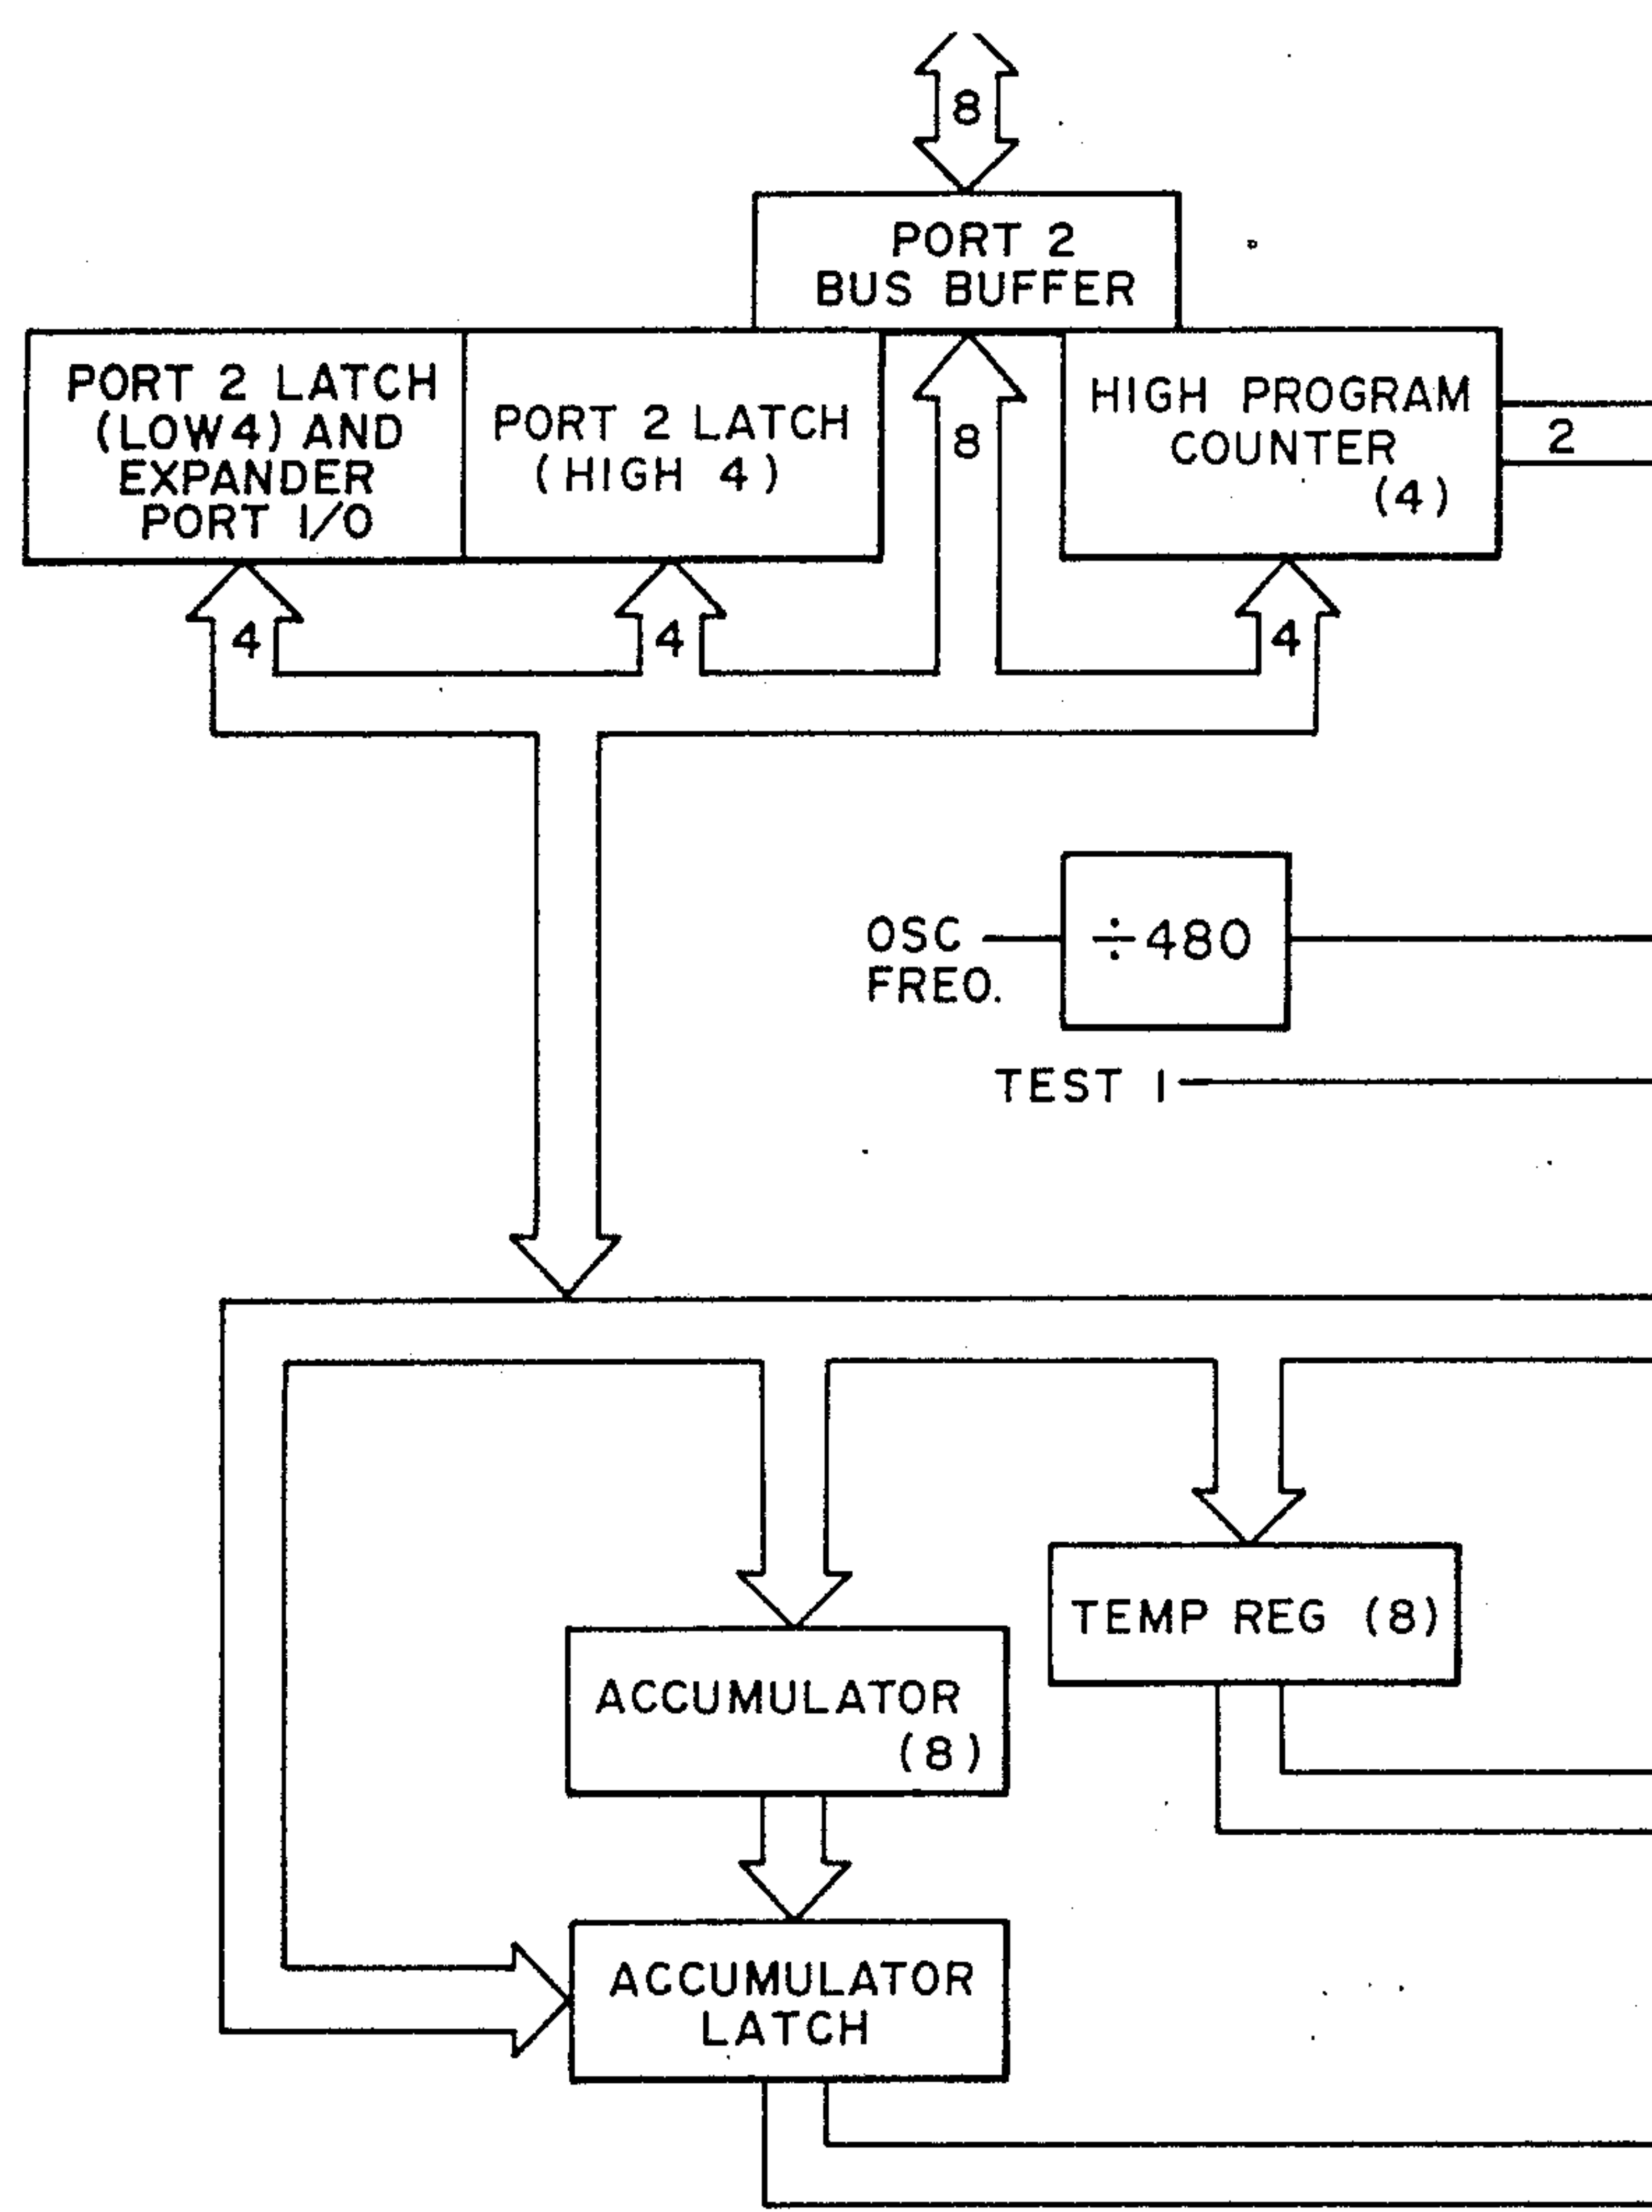 8
PORT 2
BUS BUFFER
PORT 2 LATCH
(LOW4) AND
EXPANDER
PORT I/O
PORT 2 LATCH
(HIGH 4)
8
HIGH PROGRAM
COUNTER
(4)
2
4
4
4
OSC
FREQ.
÷480
TEST 1
TEMP REG (8)
ACCUMULATOR
(8)
ACCUMULATOR
LATCH